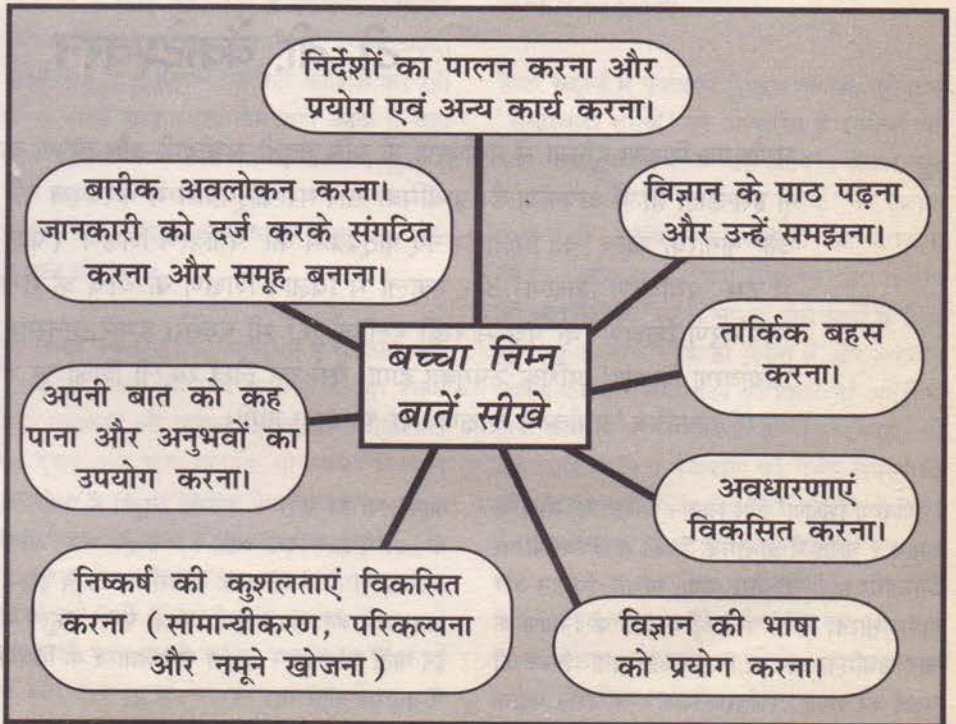 निर्देशों का पालन करना और
प्रयोग एवं अन्य कार्य करना।
बारीक अवलोकन करना।
जानकारी को दर्ज करके संगठित
करना और समूह बनाना।
विज्ञान के पाठ पढ़ना
और उन्हें समझना।
बच्चा निम्न
बातें सीखे
तार्किक बहस
करना।
अपनी बात को कह
पाना और अनुभवों का
उपयोग करना।
अवधारणाएं
विकसित करना।
निष्कर्ष की कुशलताएं विकसित
करना (सामान्यीकरण, परिकल्पना
और नमूने खोजना)
विज्ञान की भाषा
को प्रयोग करना।